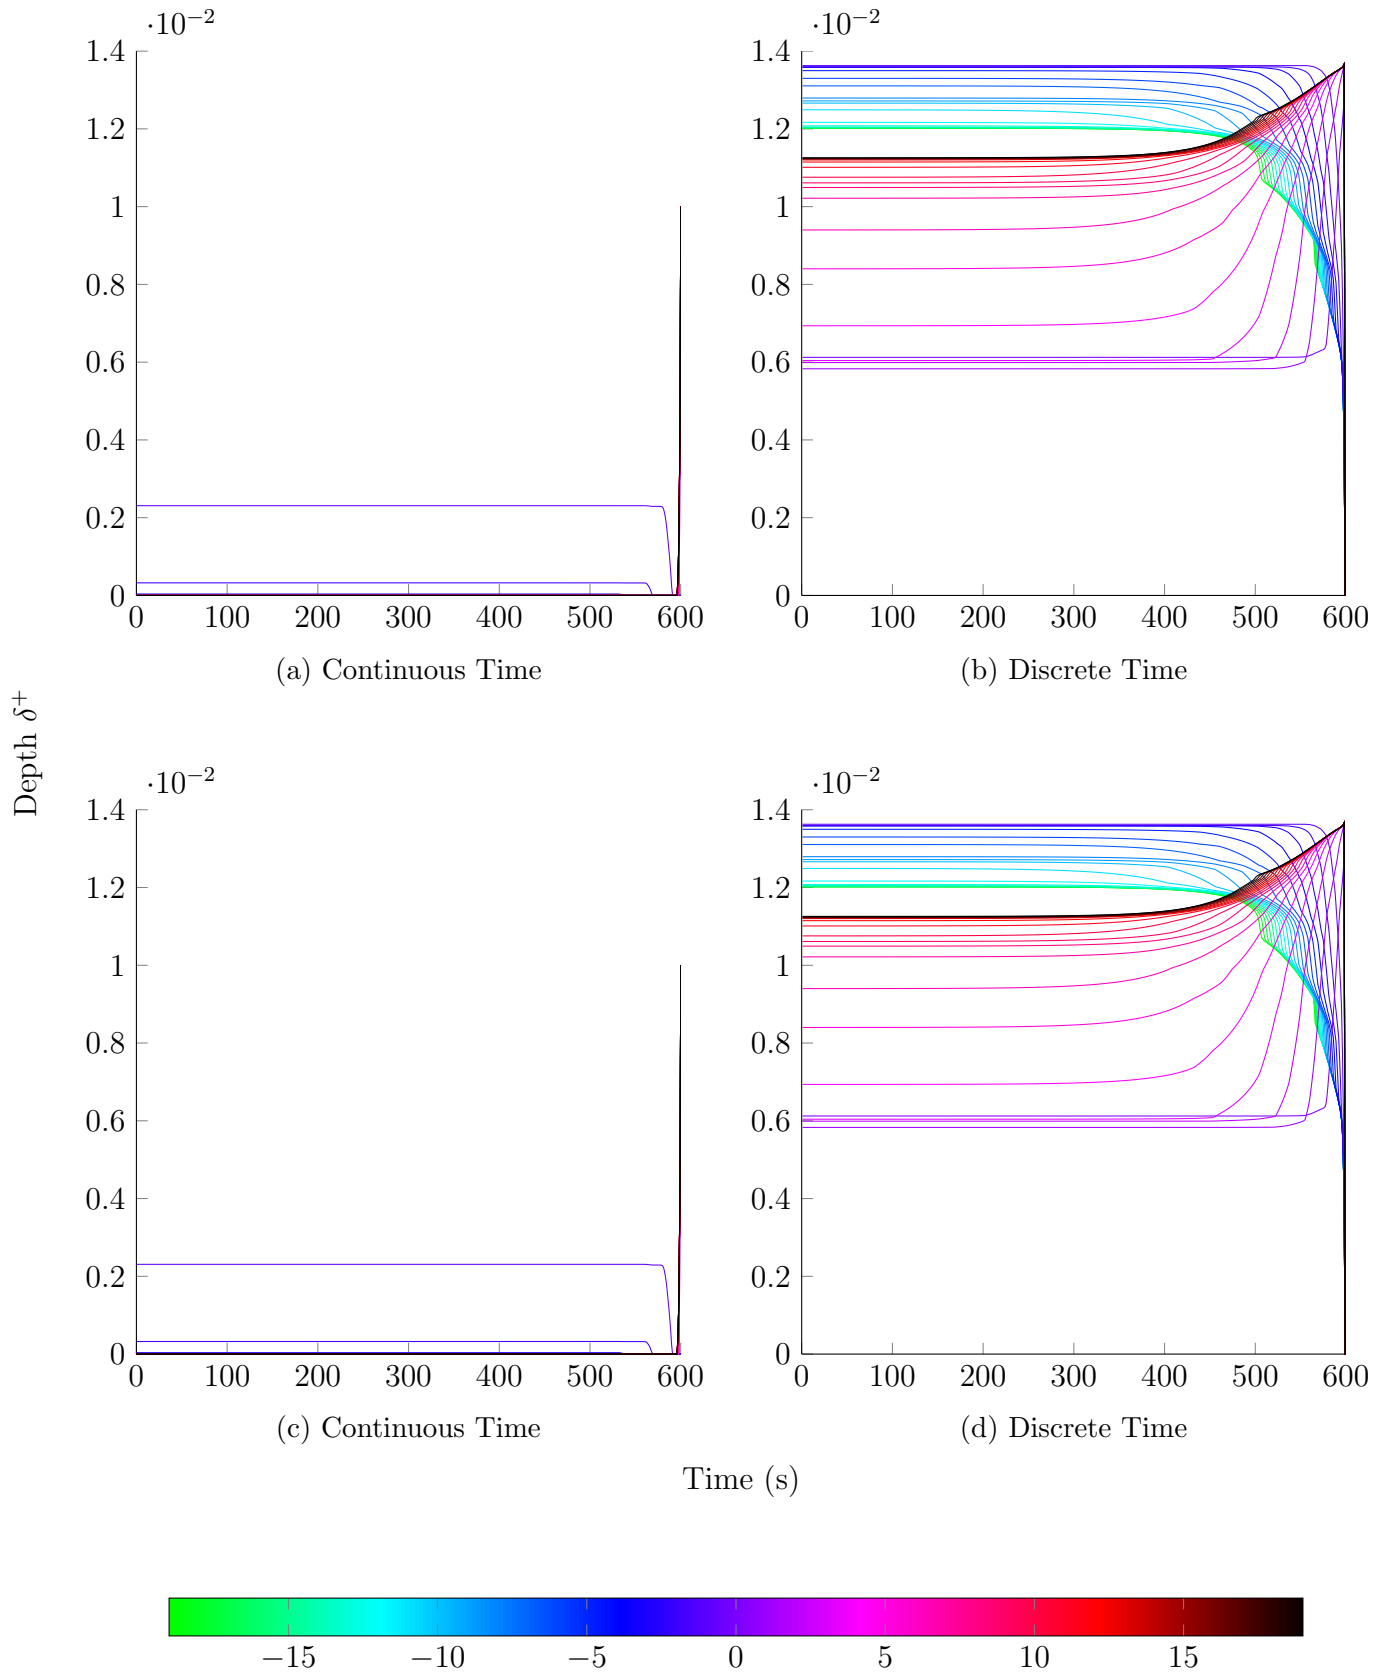 ·10⁻² ·10⁻²
1.4 1.4
1.2 1.2
1 1
0.8 0.8
0.6 0.6
0.4 0.4
0.2 0.2
0 0
0 100 200 300 400 500 600 0 100 200 300 400 500 600
(a) Continuous Time (b) Discrete Time
Depth δ⁺
·10⁻² ·10⁻²
1.4 1.4
1.2 1.2
1 1
0.8 0.8
0.6 0.6
0.4 0.4
0.2 0.2
0 0
0 100 200 300 400 500 600 0 100 200 300 400 500 600
(c) Continuous Time (d) Discrete Time
Time (s)
−15 −10 −5 0 5 10 15